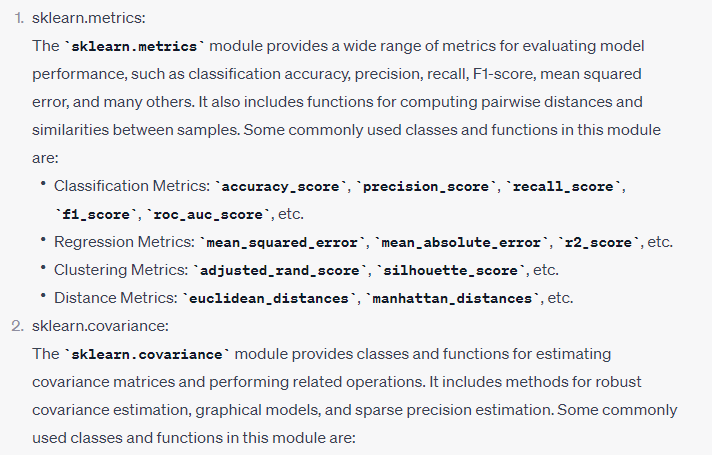 1. sklearn.metrics:
The `sklearn.metrics` module provides a wide range of metrics for evaluating model
performance, such as classification accuracy, precision, recall, F1-score, mean squared
error, and many others. It also includes functions for computing pairwise distances and
similarities between samples. Some commonly used classes and functions in this module
are:
• Classification Metrics: `accuracy_score`, `precision_score`, `recall_score`,
`f1_score`, `roc_auc_score`, etc.
• Regression Metrics: `mean_squared_error`, `mean_absolute_error`, `r2_score`, etc.
• Clustering Metrics: `adjusted_rand_score`, `silhouette_score`, etc.
• Distance Metrics: `euclidean_distances`, `manhattan_distances`, etc.
2. sklearn.covariance:
The `sklearn.covariance` module provides classes and functions for estimating
covariance matrices and performing related operations. It includes methods for robust
covariance estimation, graphical models, and sparse precision estimation. Some commonly
used classes and functions in this module are: